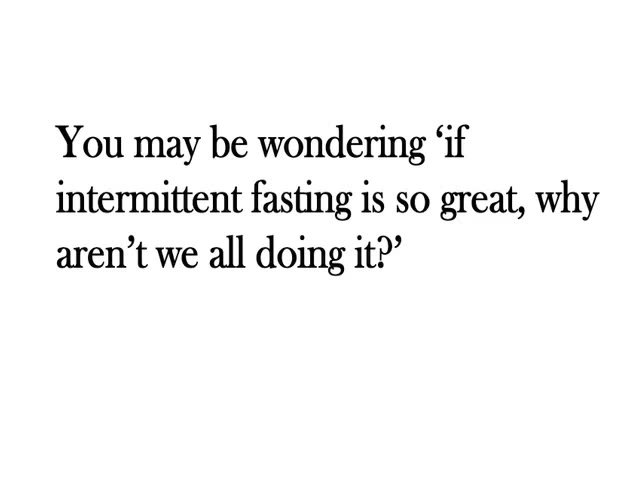 You may be wondering ‘if
intermittent fasting is so great, why
aren’t we all doing it?’